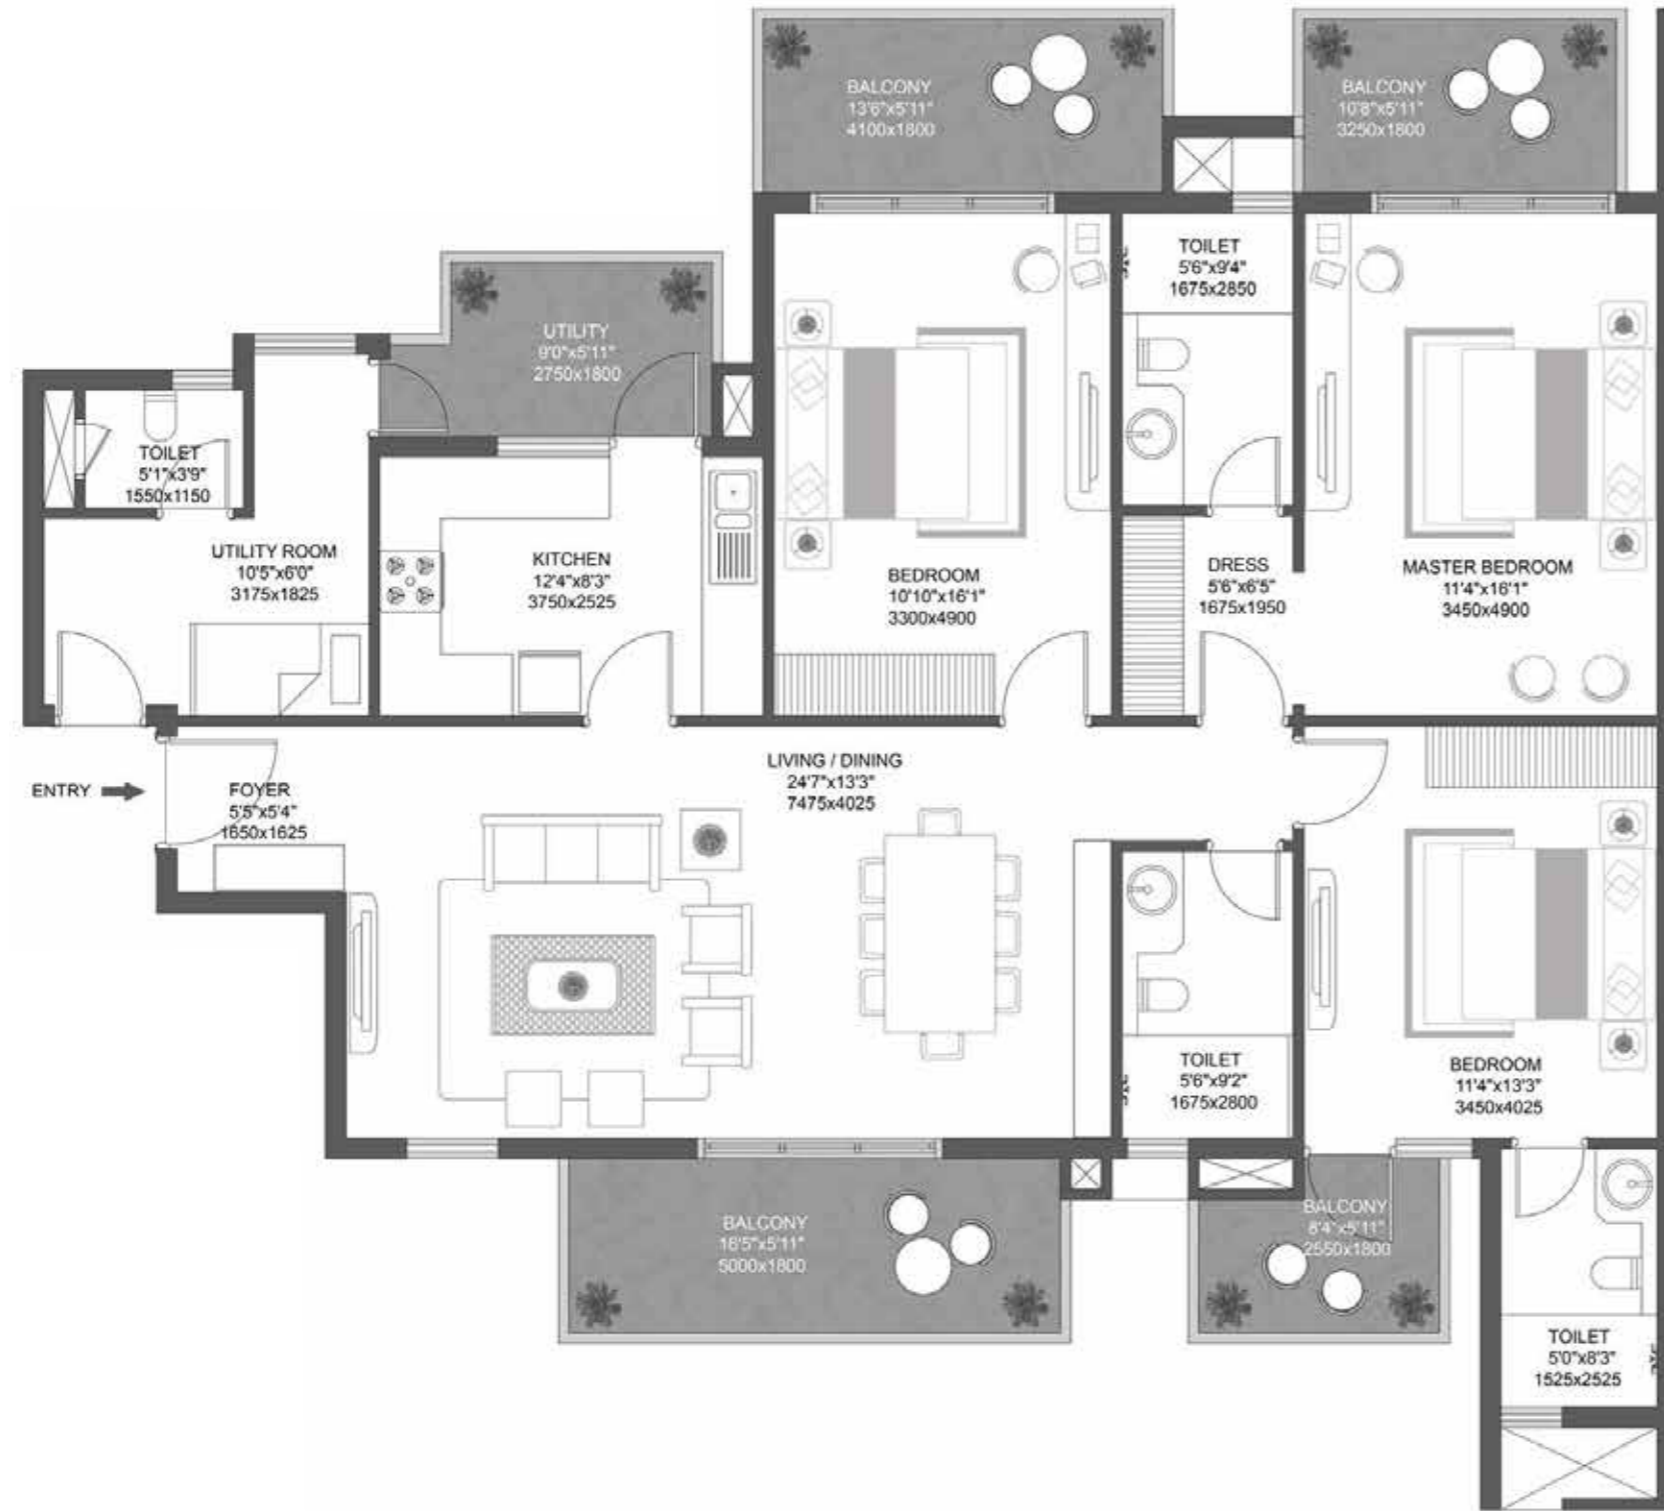 BALCONY
13'6"x5'11"
4100x1800
BALCONY
10'8"x5'11"
3250x1800
TOILET
5'6"x9'4"
1675x2850
UTILITY
9'0"x5'11"
2750x1800
TOILET
5'1"x3'9"
1550x1150
UTILITY ROOM
10'5"x6'0"
3175x1825
KITCHEN
12'4"x8'3"
3750x2525
BEDROOM
10'10"x16'1"
3300x4900
DRESS
5'6"x6'5"
1675x1950
MASTER BEDROOM
11'4"x16'1"
3450x4900
ENTRY
FOYER
5'5"x5'4"
1650x1625
LIVING / DINING
24'7"x13'3"
7475x4025
TOILET
5'6"x9'2"
1675x2800
BEDROOM
11'4"x13'3"
3450x4025
BALCONY
16'5"x5'11"
5000x1800
BALCONY
8'4"x5'11"
2550x1800
TOILET
5'0"x8'3"
1525x2525